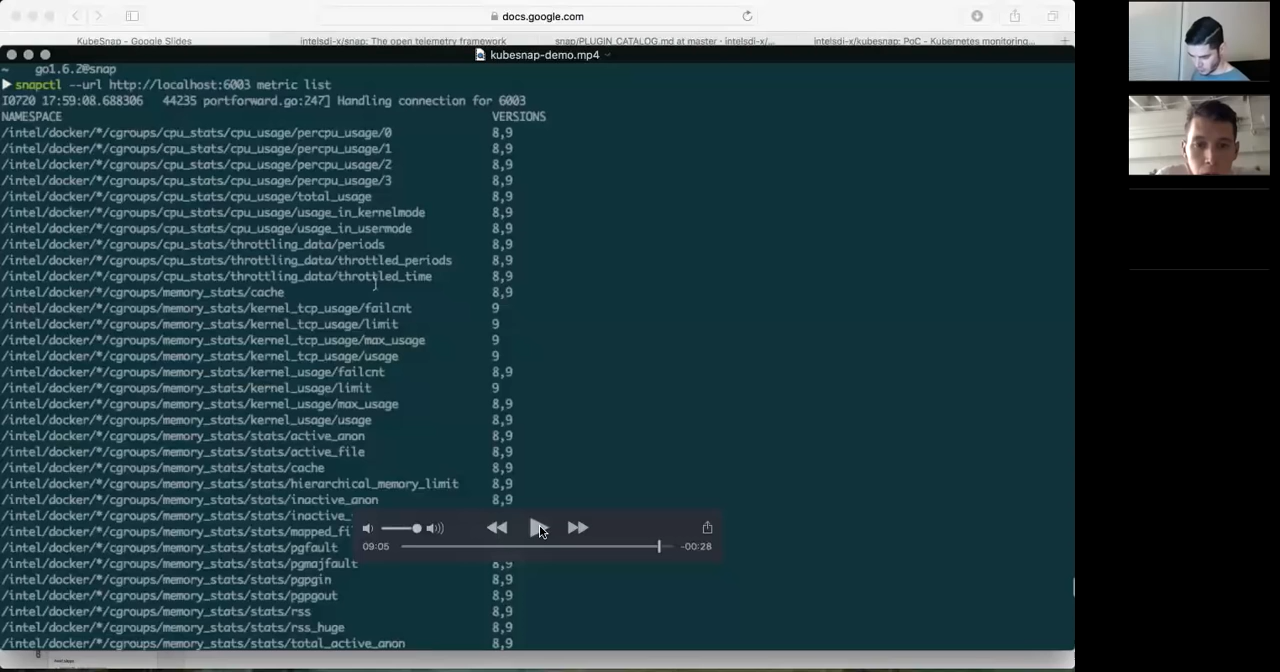 docs.google.com
KubeSnap - Google Slides
intelsdi-x/snap: The open telemetry framework
snap/PLUGIN_CATALOG.md at master · intelsdi-x/...
intelsdi-x/kubesnap: PoC - Kubernetes monitoring...
kubesnap-demo.mp4
~ go1.6.2@snap
snapctl --url http://localhost:6003 metric list
I0720 17:59:08.688306 44235 portforward.go:247] Handling connection for 6003
NAMESPACE VERSIONS
/intel/docker/*/cgroups/cpu_stats/cpu_usage/percpu_usage/0 8,9
/intel/docker/*/cgroups/cpu_stats/cpu_usage/percpu_usage/1 8,9
/intel/docker/*/cgroups/cpu_stats/cpu_usage/percpu_usage/2 8,9
/intel/docker/*/cgroups/cpu_stats/cpu_usage/percpu_usage/3 8,9
/intel/docker/*/cgroups/cpu_stats/cpu_usage/total_usage 8,9
/intel/docker/*/cgroups/cpu_stats/cpu_usage/usage_in_kernelmode 8,9
/intel/docker/*/cgroups/cpu_stats/cpu_usage/usage_in_usermode 8,9
/intel/docker/*/cgroups/cpu_stats/throttling_data/periods 8,9
/intel/docker/*/cgroups/cpu_stats/throttling_data/throttled_periods 8,9
/intel/docker/*/cgroups/cpu_stats/throttling_data/throttled_time 8,9
/intel/docker/*/cgroups/memory_stats/cache 8,9
/intel/docker/*/cgroups/memory_stats/kernel_tcp_usage/failcnt 9
/intel/docker/*/cgroups/memory_stats/kernel_tcp_usage/limit 9
/intel/docker/*/cgroups/memory_stats/kernel_tcp_usage/max_usage 9
/intel/docker/*/cgroups/memory_stats/kernel_tcp_usage/usage 9
/intel/docker/*/cgroups/memory_stats/kernel_usage/failcnt 8,9
/intel/docker/*/cgroups/memory_stats/kernel_usage/limit 9
/intel/docker/*/cgroups/memory_stats/kernel_usage/max_usage 8,9
/intel/docker/*/cgroups/memory_stats/kernel_usage/usage 8,9
/intel/docker/*/cgroups/memory_stats/stats/active_anon 8,9
/intel/docker/*/cgroups/memory_stats/stats/active_file 8,9
/intel/docker/*/cgroups/memory_stats/stats/cache 8,9
/intel/docker/*/cgroups/memory_stats/stats/hierarchical_memory_limit 8,9
/intel/docker/*/cgroups/memory_stats/stats/inactive_anon 8,9
/intel/docker/*/cgroups/memory_stats/stats/inactive_
/intel/docker/*/cgroups/memory_stats/stats/mapped_fi
/intel/docker/*/cgroups/memory_stats/stats/pgfault
09:05 -00:28
/intel/docker/*/cgroups/memory_stats/stats/pgmajfault 8,9
/intel/docker/*/cgroups/memory_stats/stats/pgpgin 8,9
/intel/docker/*/cgroups/memory_stats/stats/pgpgout 8,9
/intel/docker/*/cgroups/memory_stats/stats/rss 8,9
/intel/docker/*/cgroups/memory_stats/stats/rss_huge 8,9
/intel/docker/*/cgroups/memory_stats/stats/total_active_anon 8,9